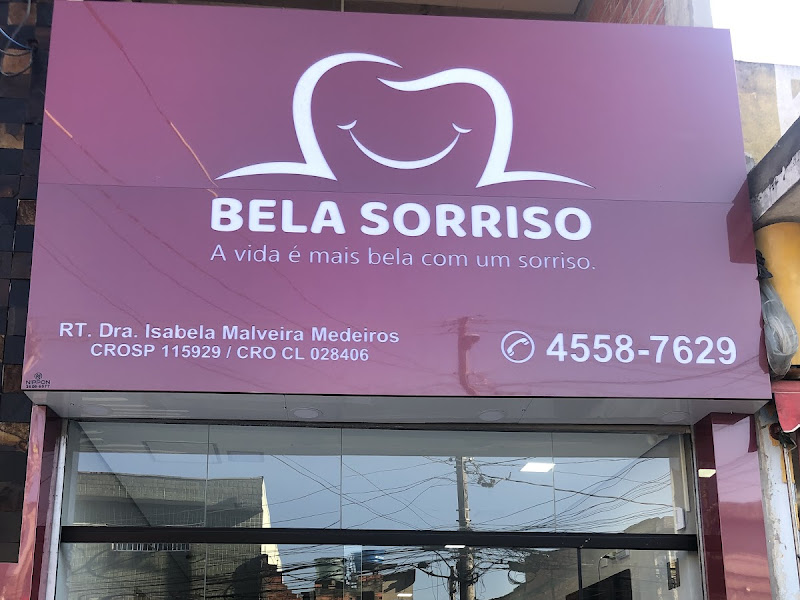 BELA SORRISO
A vida é mais bela com um sorriso.
RT. Dra. Isabela Malveira Medeiros
CROSP 115929 / CRO CL 028406
4558-7629
NIPPON